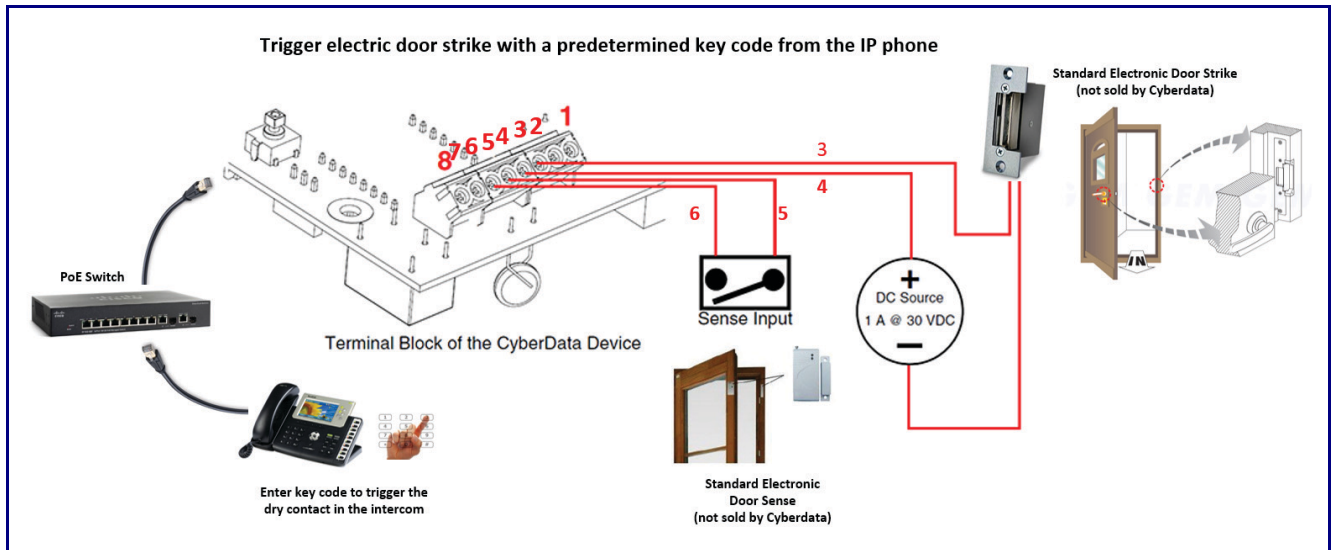 Trigger electric door strike with a predetermined key code from the IP phone
Standard Electronic Door Strike
(not sold by Cyberdata)
1
2
3
4
5
6
7
8
3
4
6
5
IN
PoE Switch
+
DC Source
1 A @ 30 VDC
–
Sense Input
Terminal Block of the CyberData Device
Enter key code to trigger the
dry contact in the intercom
Standard Electronic
Door Sense
(not sold by Cyberdata)